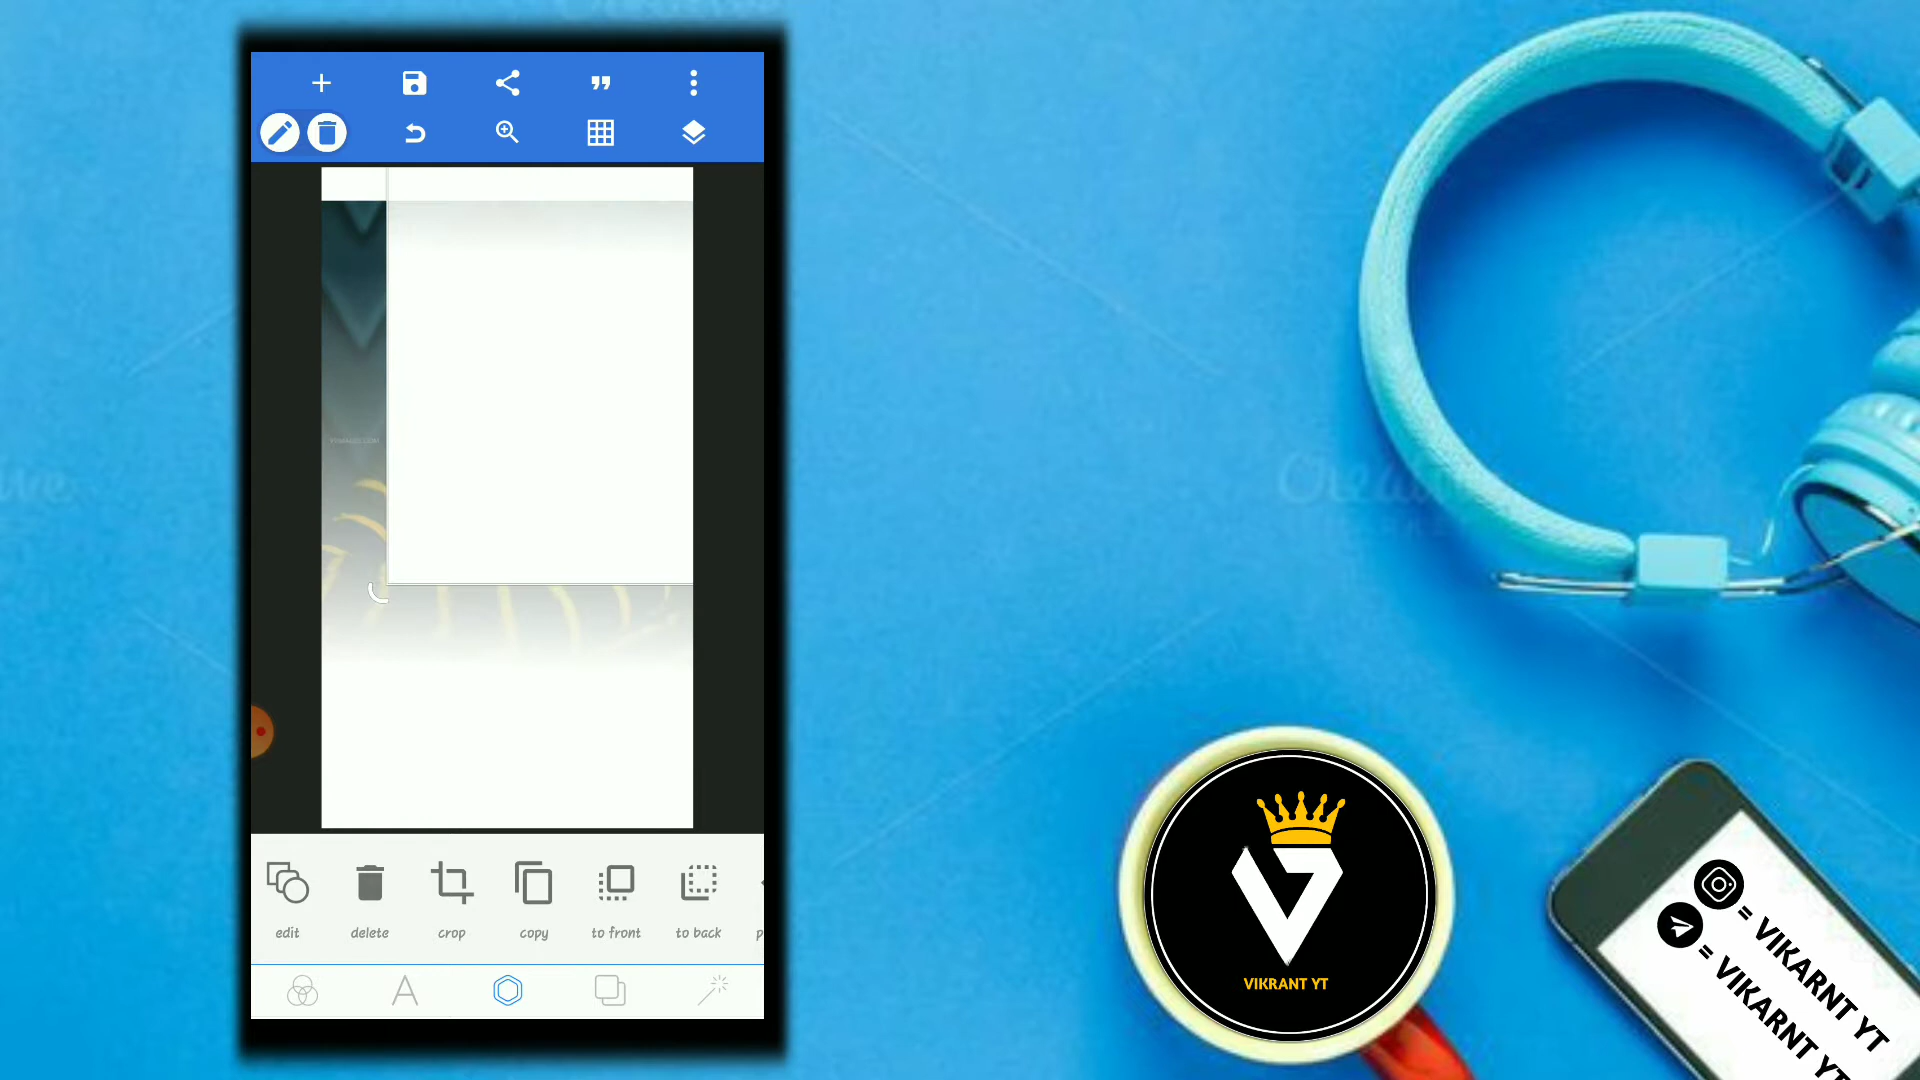 edit
delete
crop
copy
to front
to back
p
VIKRANT YT
= VIKARNT YT
= VIKARNT YT